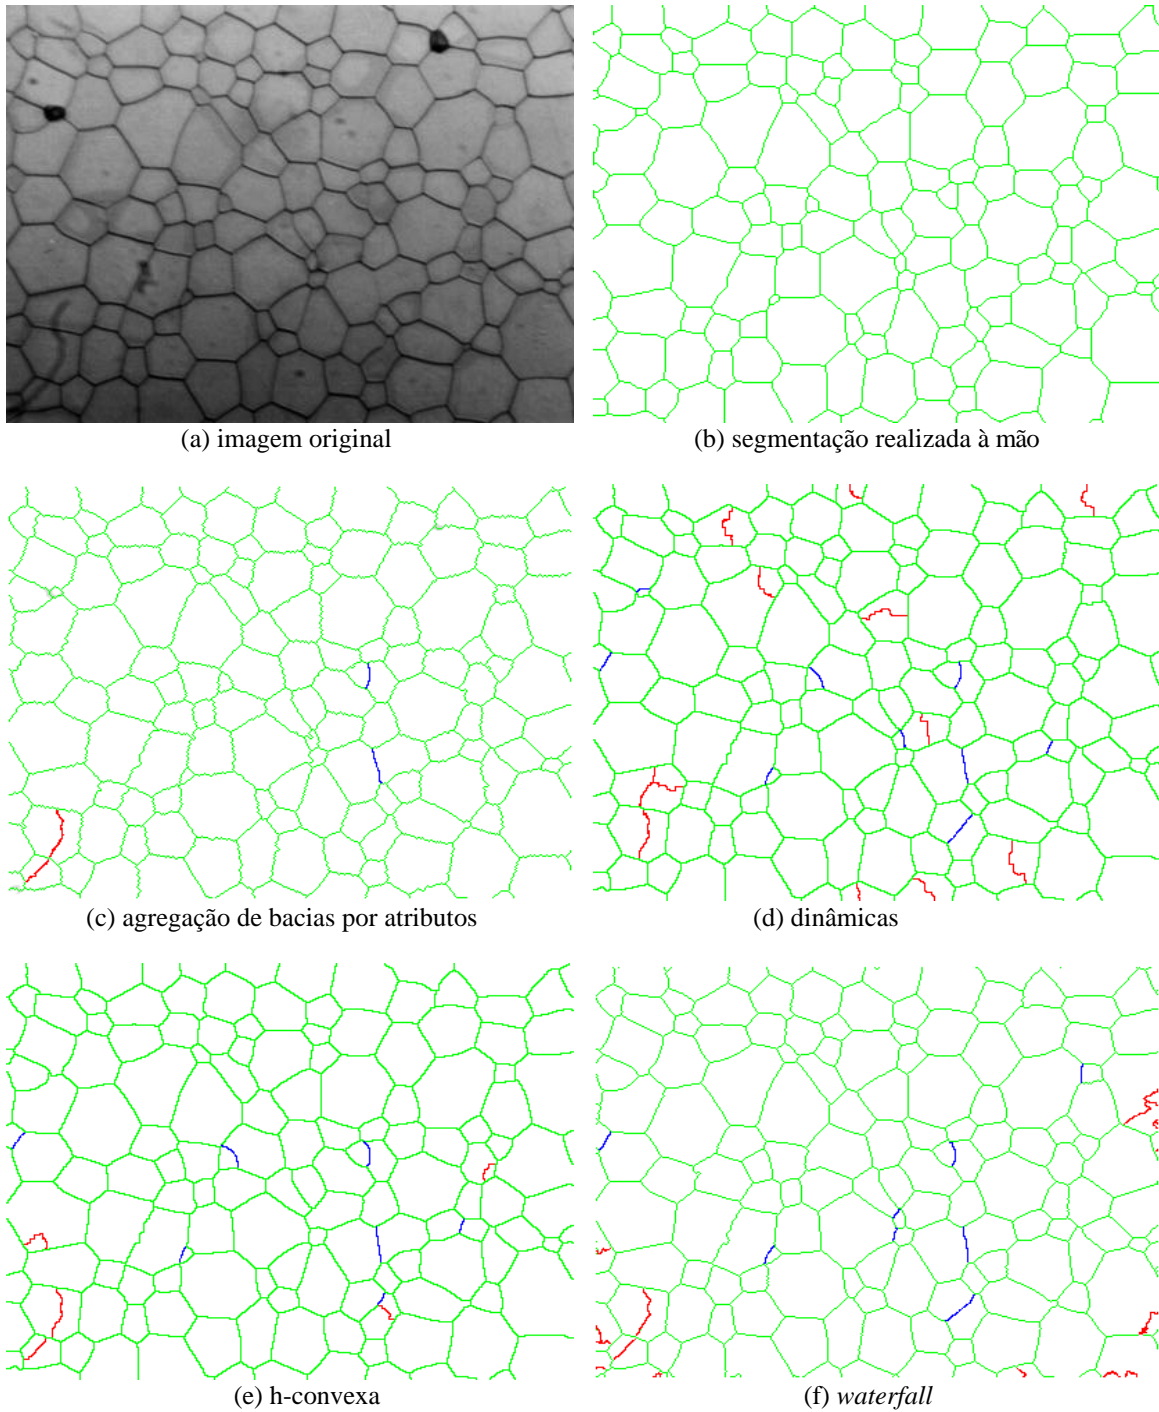 (a) imagem original
(b) segmentação realizada à mão
(c) agregação de bacias por atributos
(d) dinâmicas
(e) h-convexa
(f) waterfall